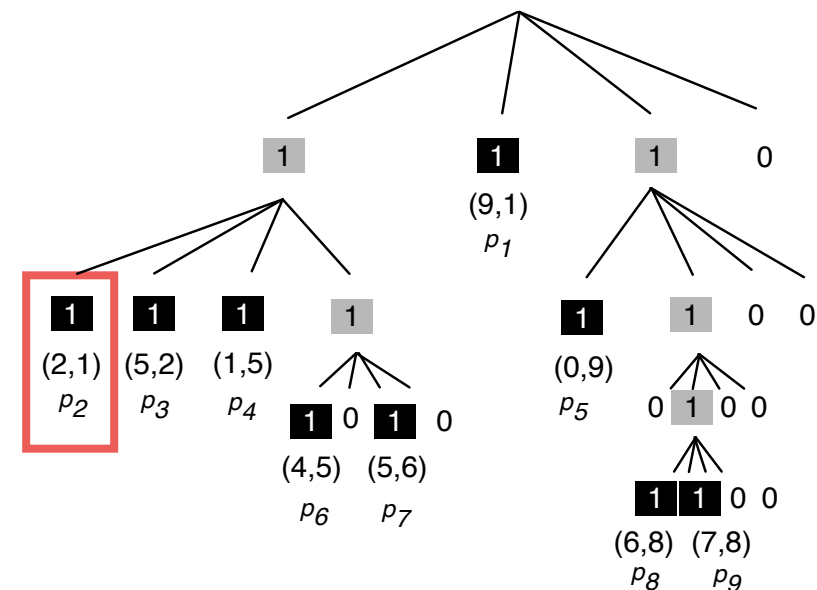 1 1 1 0
(9,1)
p1
1 1 1 1 1 1 0 0
(2,1) (5,2) (1,5) (0,9)
p2 p3 p4 p5
0 1 0 0
1 0 1 0
(4,5) (5,6)
p6 p7
1 1 0 0
(6,8) (7,8)
p8 p9